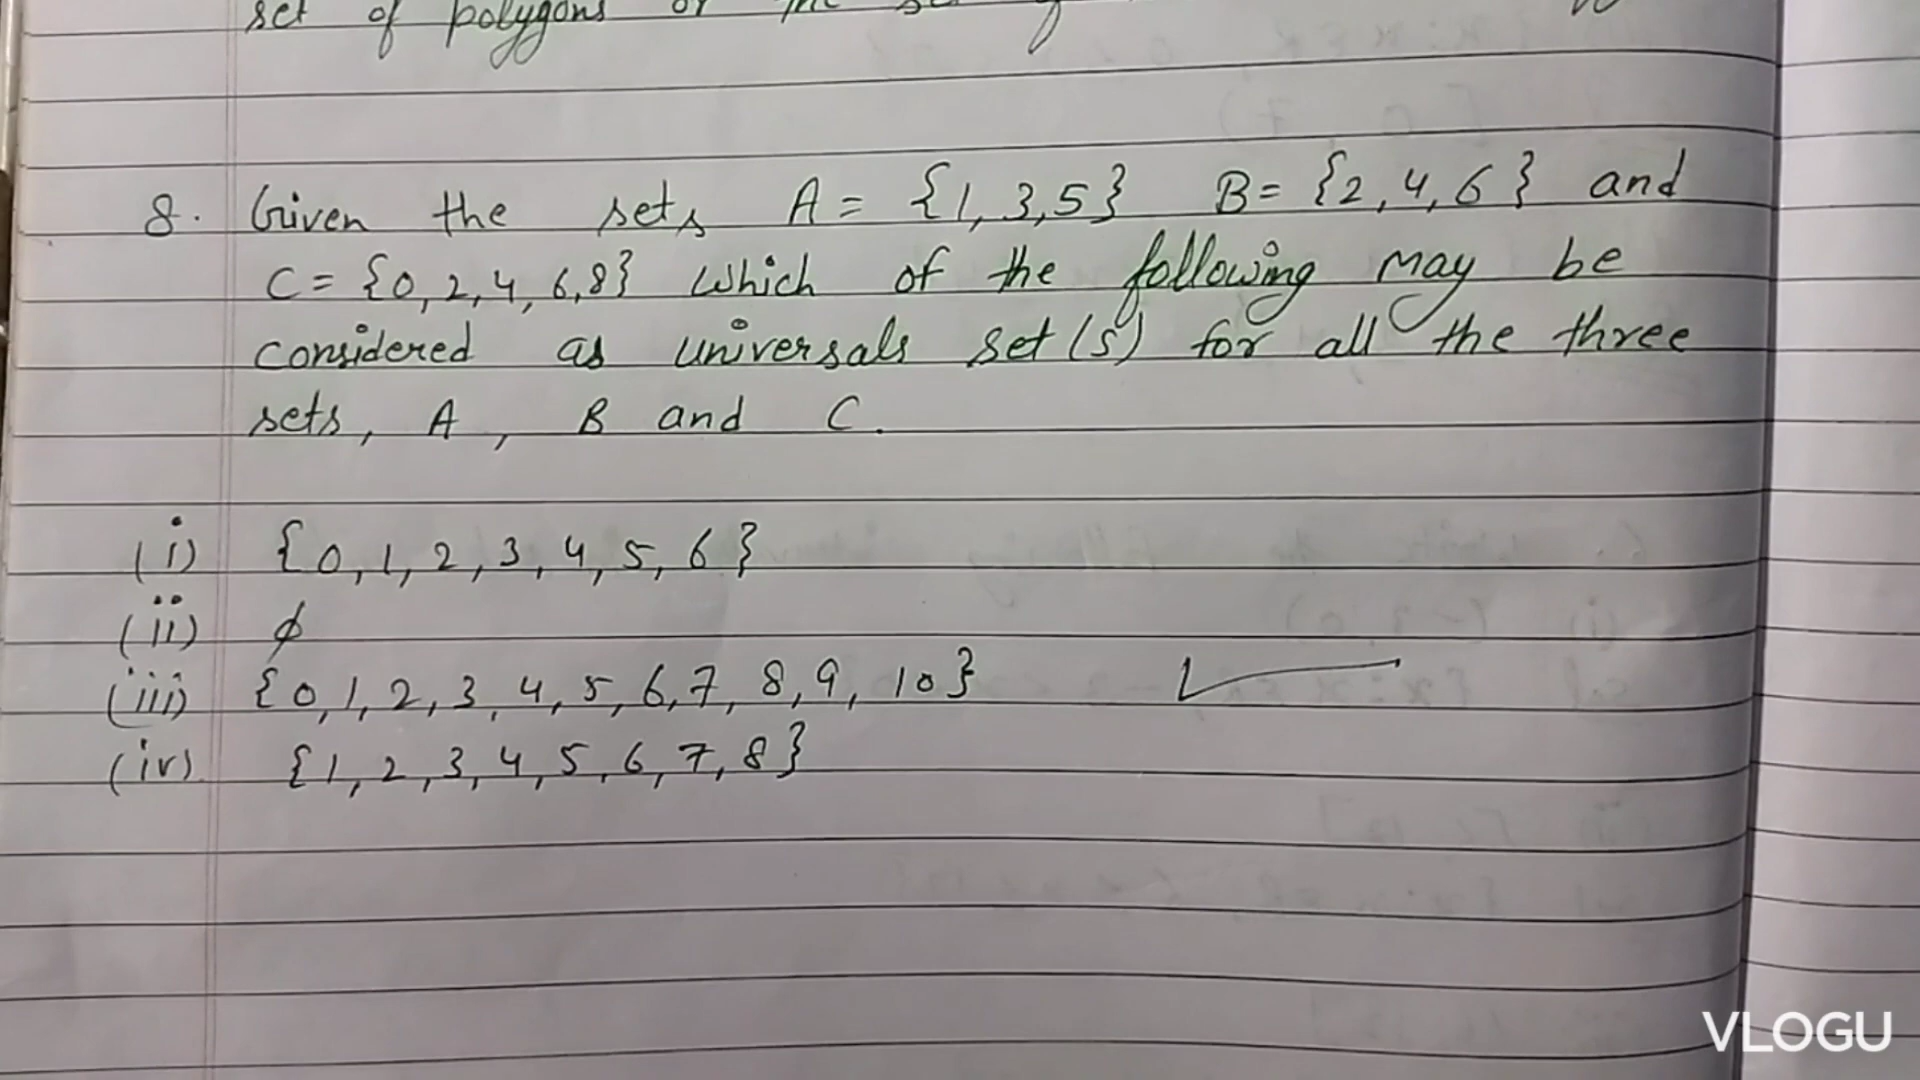 set of polygons or the set
8. Given the sets A = {1, 3, 5} B = {2, 4, 6} and
C = {0, 2, 4, 6, 8} which of the following may be
considered as universals set (s) for all the three
sets, A, B and C.
(i) {0, 1, 2, 3, 4, 5, 6}
(ii) ϕ
(iii) {0, 1, 2, 3, 4, 5, 6, 7, 8, 9, 10} ✓
(iv) {1, 2, 3, 4, 5, 6, 7, 8}
VLOGU